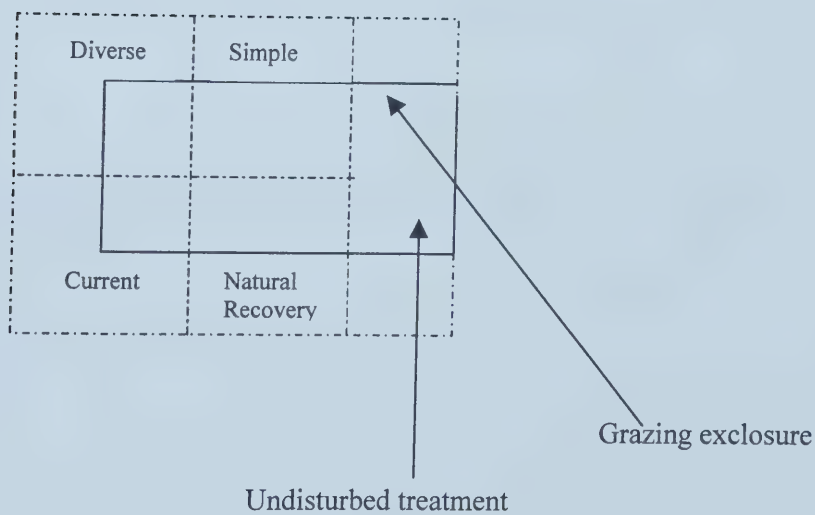 Diverse
Simple
Current
Natural
Recovery
Grazing exclosure
Undisturbed treatment